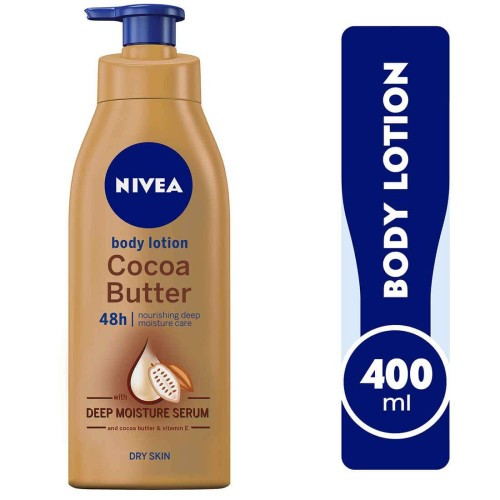 NIVEA
body lotion
Cocoa
Butter
48h | nourishing deep
moisture care
with
DEEP MOISTURE SERUM
and cocoa butter & vitamin E
DRY SKIN
BODY LOTION
400
ml